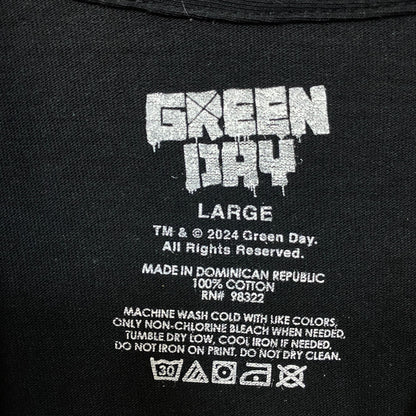 GREEN
DAY
LARGE
TM & © 2024 Green Day.
All Rights Reserved.
MADE IN DOMINICAN REPUBLIC
100% COTTON
RN# 98322
MACHINE WASH COLD WITH LIKE COLORS,
ONLY NON-CHLORINE BLEACH WHEN NEEDED,
TUMBLE DRY LOW, COOL IRON IF NEEDED,
DO NOT IRON ON PRINT. DO NOT DRY CLEAN.
30